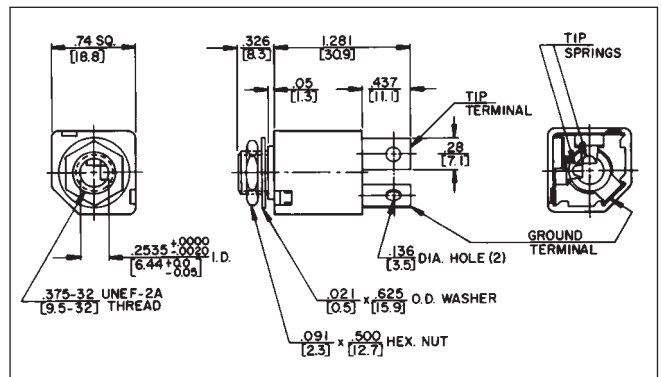 .74 SQ.
[18.8]
.326
[8.3]
1.281
[30.9]
.05
[1.3]
.437
[11.1]
TIP
TERMINAL
.28
[7.1]
TIP
SPRINGS
GROUND
TERMINAL
.2535 +.0000 -.0020 I.D.
[6.44 +0.0 -0.05]
.375-32 UNEF-2A
[9.5-32] THREAD
.136 DIA. HOLE (2)
[3.5]
.021 x .625 O.D. WASHER
[0.5] [15.9]
.091 x .500 HEX. NUT
[2.3] [12.7]